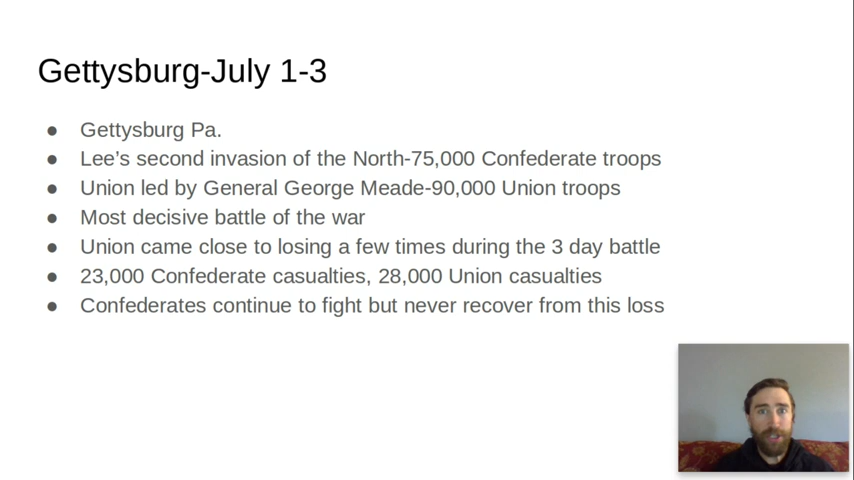 Gettysburg-July 1-3
● Gettysburg Pa.
● Lee's second invasion of the North-75,000 Confederate troops
● Union led by General George Meade-90,000 Union troops
● Most decisive battle of the war
● Union came close to losing a few times during the 3 day battle
● 23,000 Confederate casualties, 28,000 Union casualties
● Confederates continue to fight but never recover from this loss